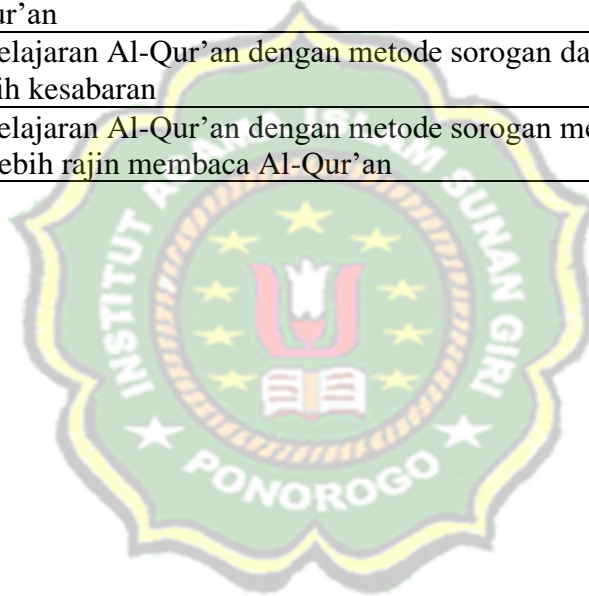 ur’an
elajaran Al-Qur’an dengan metode sorogan da
ih kesabaran
elajaran Al-Qur’an dengan metode sorogan me
ebih rajin membaca Al-Qur’an
INSTITUT AGAMA ISLAM SUNAN GIRI
PONOROGO